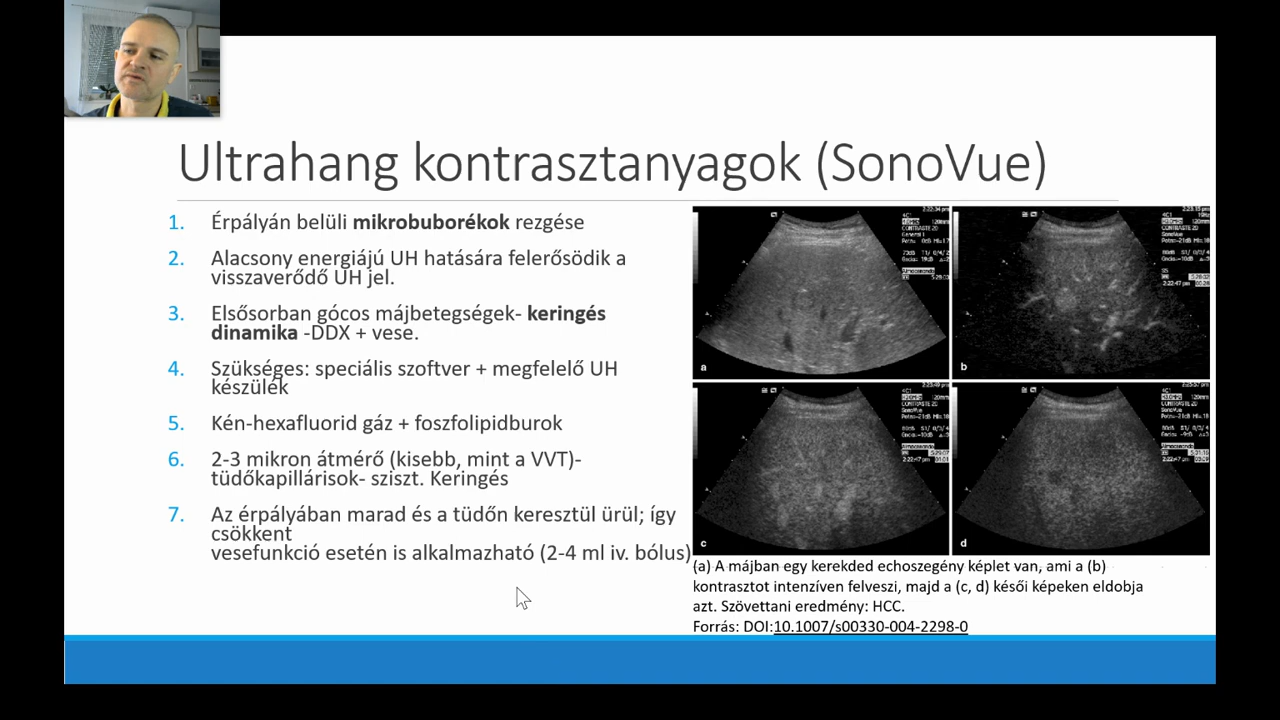 Ultrahang kontrasztanyagok (SonoVue)
1. Érpályán belüli mikrobuborékok rezgése
2. Alacsony energiájú UH hatására felerősödik a
visszaverődő UH jel.
3. Elsősorban gócos májbetegségek- keringés
dinamika -DDX + vese.
4. Szükséges: speciális szoftver + megfelelő UH
készülék
5. Kén-hexafluorid gáz + foszfolipidburok
6. 2-3 mikron átmérő (kisebb, mint a VVT)-
tüdőkapillárisok- sziszt. Keringés
7. Az érpályában marad és a tüdőn keresztül ürül; így
csökkent
vesefunkció esetén is alkalmazható (2-4 ml iv. bólus)
a
b
c
d
(a) A májban egy kerekded echoszegény képlet van, ami a (b)
kontrasztot intenzíven felveszi, majd a (c, d) késői képeken eldobja
azt. Szövettani eredmény: HCC.
Forrás: DOI:10.1007/s00330-004-2298-0